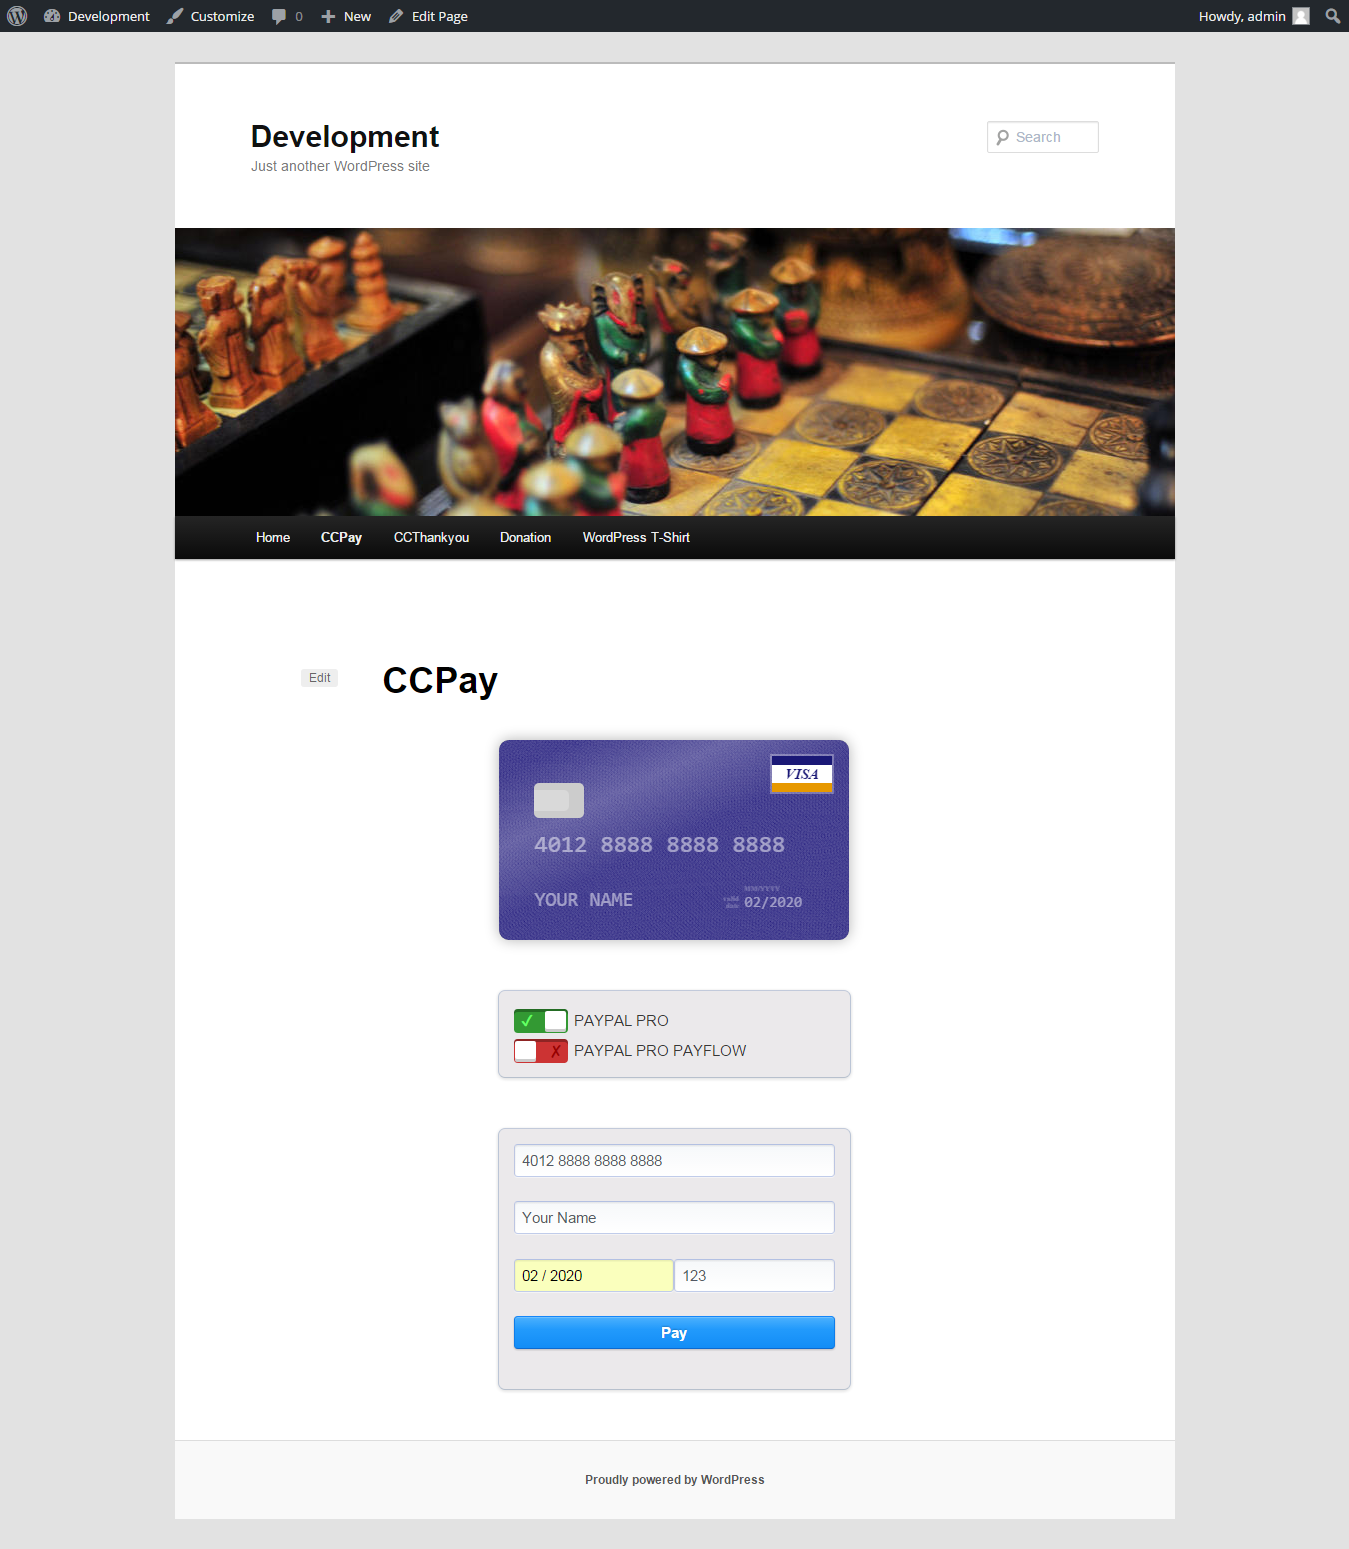 Development Customize 0 New Edit Page Howdy, admin
Development
Just another WordPress site
Search
Home CCPay CCThankyou Donation WordPress T-Shirt
Edit
CCPay
VISA
4012 8888 8888 8888
MM/YYYY
YOUR NAME valid date 02/2020
✓ PAYPAL PRO
✗ PAYPAL PRO PAYFLOW
4012 8888 8888 8888
Your Name
02 / 2020 123
Pay
Proudly powered by WordPress